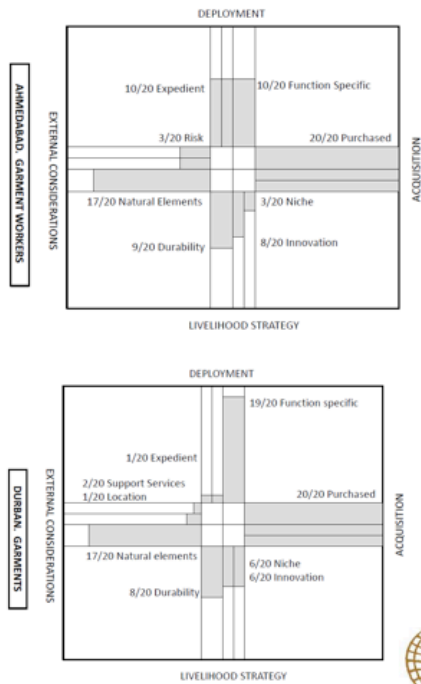 DEPLOYMENT
AHMEDABAD. GARMENT WORKERS
EXTERNAL CONSIDERATIONS
10/20 Expedient
10/20 Function Specific
3/20 Risk
20/20 Purchased
ACQUISITION
17/20 Natural Elements
3/20 Niche
9/20 Durability
8/20 Innovation
LIVELIHOOD STRATEGY
DEPLOYMENT
DURBAN. GARMENTS
EXTERNAL CONSIDERATIONS
19/20 Function specific
1/20 Expedient
2/20 Support Services
1/20 Location
20/20 Purchased
ACQUISITION
17/20 Natural elements
6/20 Niche
8/20 Durability
6/20 Innovation
LIVELIHOOD STRATEGY